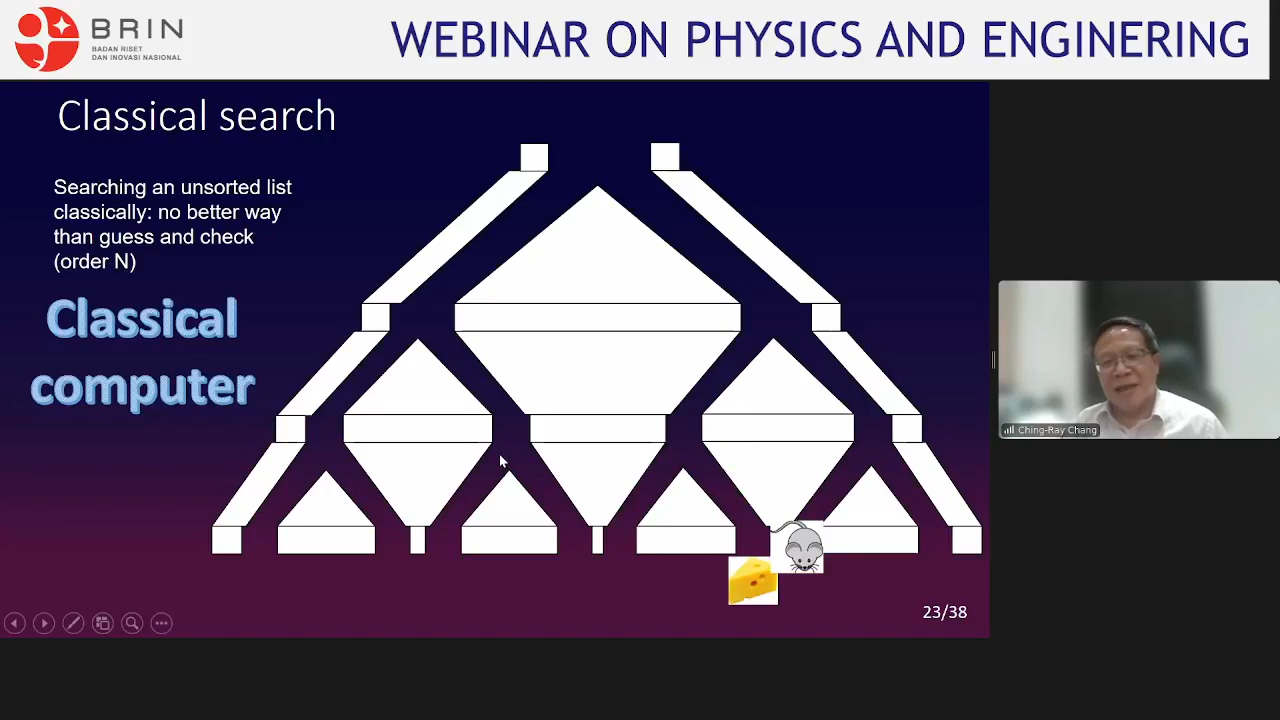 BRIN
BADAN RISET
DAN INOVASI NASIONAL
WEBINAR ON PHYSICS AND ENGINERING
Classical search
Searching an unsorted list
classically: no better way
than guess and check
(order N)
Classical
computer
Ching-Ray Chang
23/38